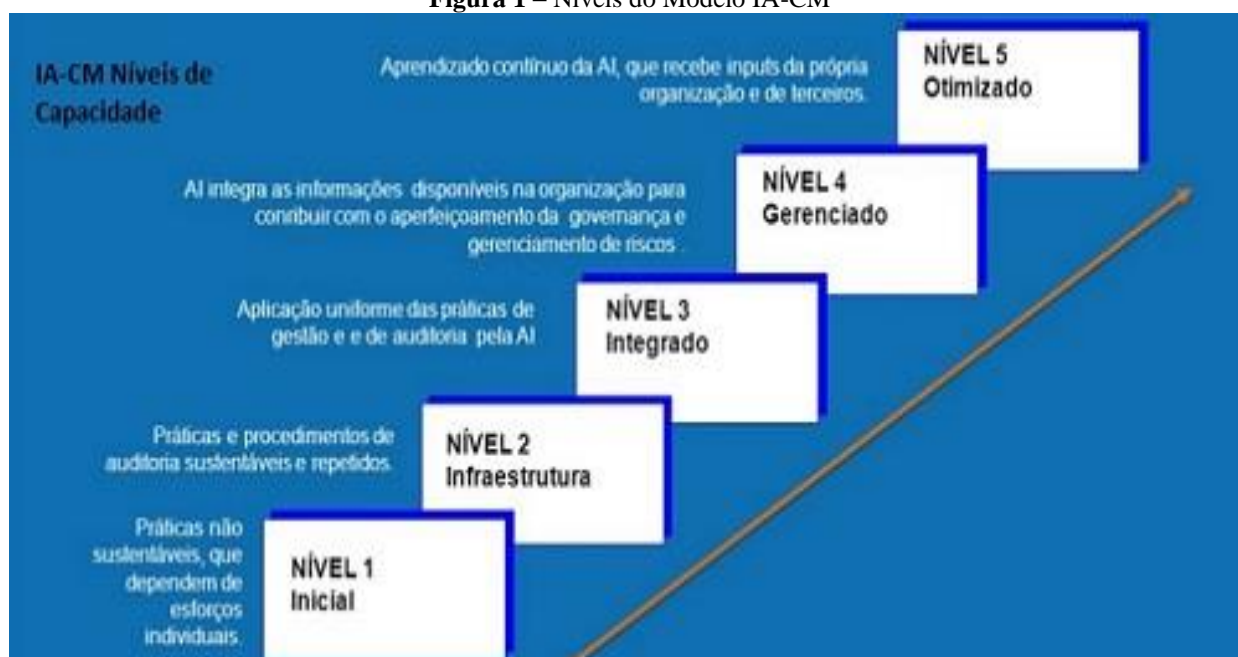 Figura 1 – Níveis do Modelo IA-CM
IA-CM Níveis de
Capacidade
Aprendizado contínuo da AI, que recebe inputs da própria
organização e de terceiros.
NÍVEL 5
Otimizado
AI integra as informações disponíveis na organização para
contribuir com o aperfeiçoamento da governança e
gerenciamento de riscos .
NÍVEL 4
Gerenciado
Aplicação uniforme das práticas de
gestão e e de auditoria pela AI
NÍVEL 3
Integrado
Práticas e procedimentos de
auditoria sustentáveis e repetidos.
NÍVEL 2
Infraestrutura
Práticas não
sustentáveis, que
dependem de
esforços
individuais.
NÍVEL 1
Inicial